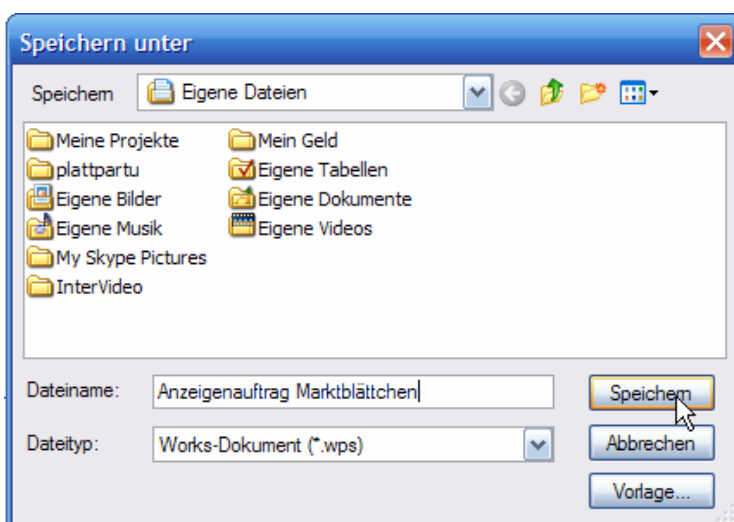 Speichern unter
Speichern Eigene Dateien
Meine Projekte Mein Geld
plattpartu Eigene Tabellen
Eigene Bilder Eigene Dokumente
Eigene Musik Eigene Videos
My Skype Pictures
InterVideo
Dateiname: Anzeigenauftrag Marktblättchen Speichern
Dateityp: Works-Dokument (*.wps) Abbrechen
Vorlage...